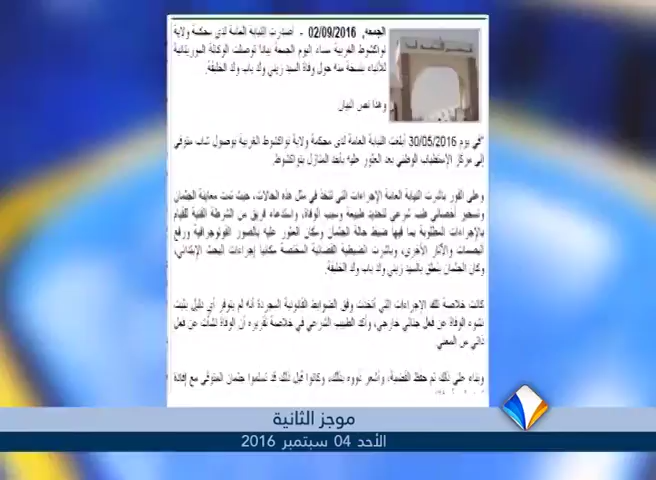 الجمعة, 02/09/2016 - أصدرت النيابة العامة لدى محكمة ولاية
نواكشوط الغربية مساء اليوم الجمعة بيانا توصلت الوكالة الموريتانية
للأنباء بنسخة منه حول وفاة السيد زيني ولد باب ولد الخليفة.
وهذا نص البيان
"في يوم 30/05/2016 أبلغت النيابة العامة لدى محكمة ولاية نواكشوط الغربية بوصول شاب متوفى
إلى مركز الإستطباب الوطني بعد العثور عليه بأحد المنازل بنواكشوط.
وعلى الفور باشرت النيابة العامة الإجراءات التي تتخذ في مثل هذه الحالات، حيث تمت معاينة الجثمان
وتسخير أخصائي طب شرعي لتحديد طبيعة وسبب الوفاة، واستدعاء فريق من الشرطة الفنية للقيام
بالإجراءات المطلوبة بما فيها ضبط حالة الجثمان ومكان العثور عليه بالصور الفوتوغرافية ورفع
البصمات والآثار الأخرى، وباشرت الضبطية القضائية المختصة مكانيا إجراءات البحث الإبتدائي،
وكان الجثمان يتعلق بالسيد زيني ولد باب ولد الخليفة.
كانت خلاصة تلك الإجراءات التي اتخذت وفق الضوابط القانونية المجردة أنه لم يتوفر أي دليل يثبت
نشوء الوفاة عن فعل جنائي خارجي، وأكد الطبيب الشرعي في خلاصة تقريره أن الوفاة نشأت عن فعل
ذاتي من المعني
وبناء على ذلك تم حفظ القضية، وأشعر ذووه بذلك، وكانوا قبل ذلك قد تسلموا جثمان المتوفى مع إفادة
موجز الثانية
الأحد 04 سبتمبر 2016